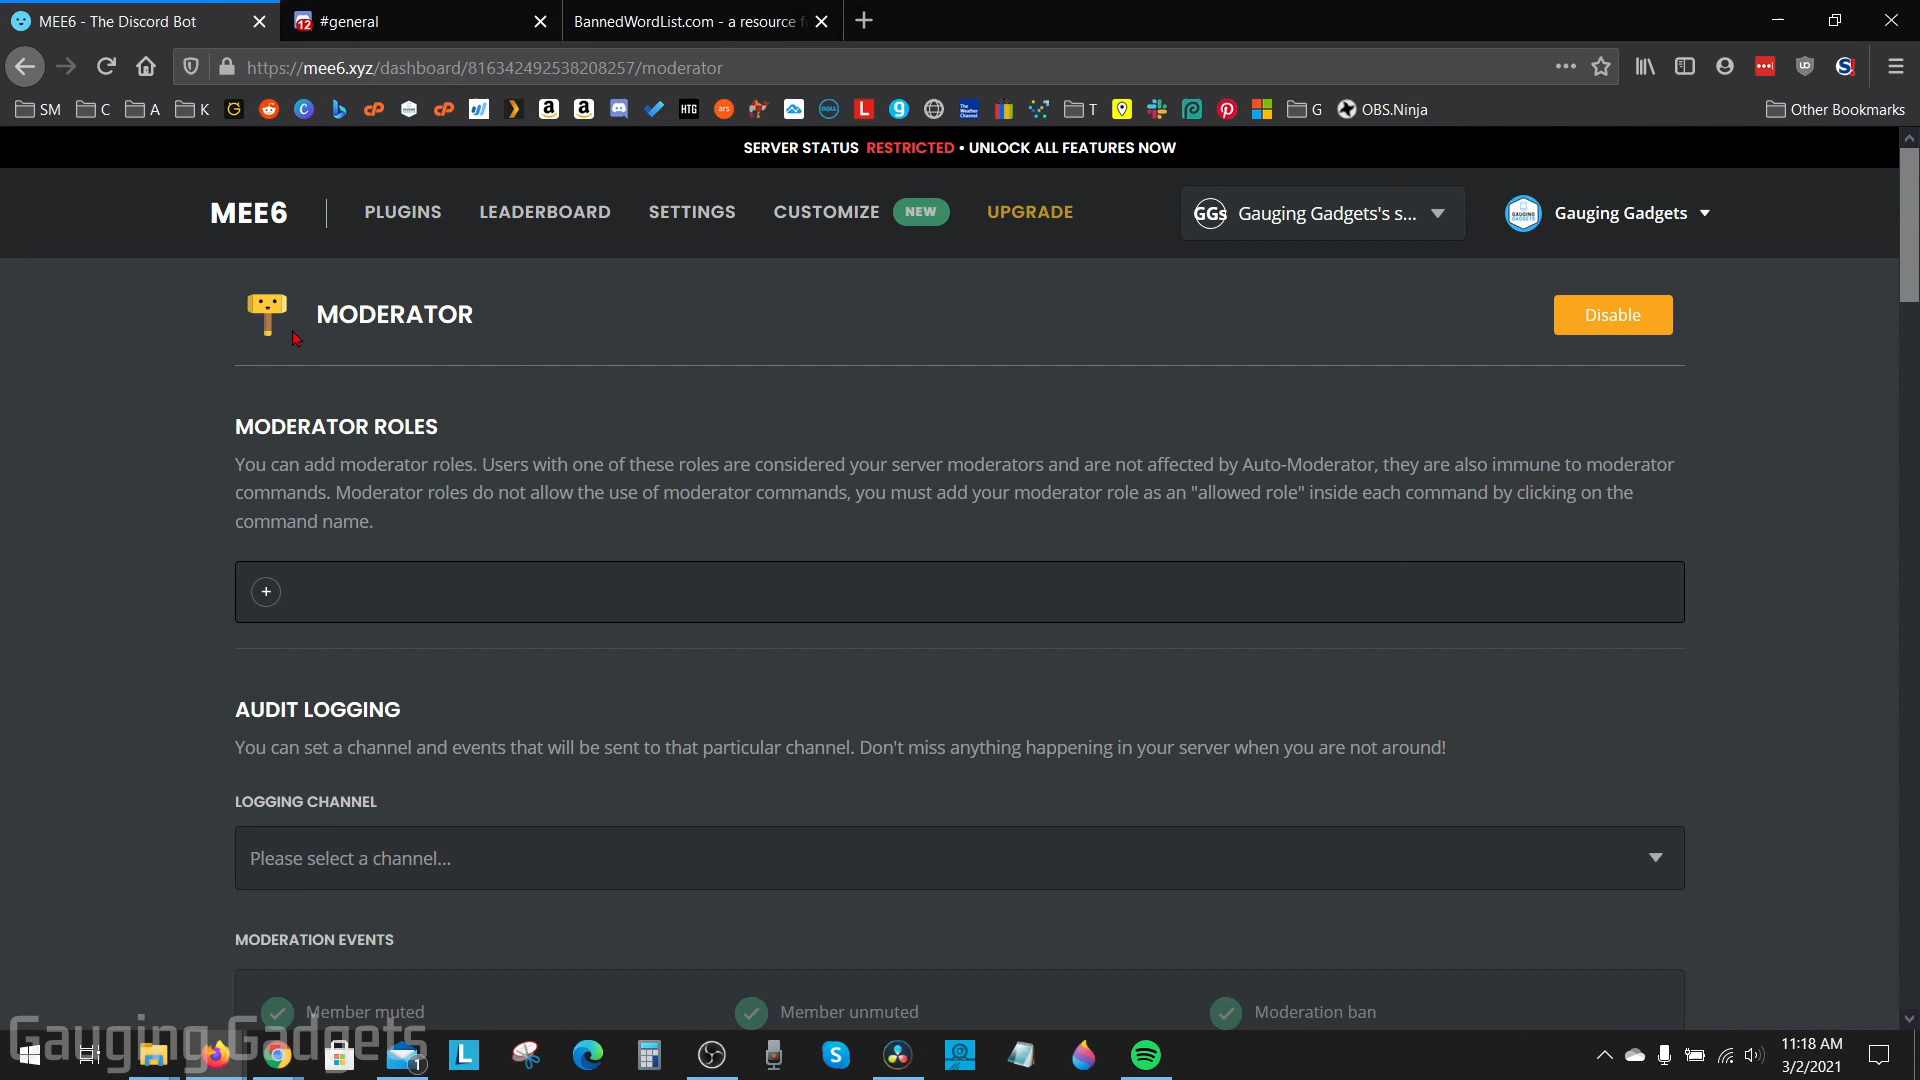 MEE6 - The Discord Bot
#general
BannedWordList.com - a resource f
https://mee6.xyz/dashboard/816342492538208257/moderator
SM
C
A
K
T
G
OBS.Ninja
Other Bookmarks
SERVER STATUS RESTRICTED • UNLOCK ALL FEATURES NOW
MEE6
PLUGINS
LEADERBOARD
SETTINGS
CUSTOMIZE NEW
UPGRADE
GGs Gauging Gadgets's s...
Gauging Gadgets
MODERATOR
Disable
MODERATOR ROLES
You can add moderator roles. Users with one of these roles are considered your server moderators and are not affected by Auto-Moderator, they are also immune to moderator
commands. Moderator roles do not allow the use of moderator commands, you must add your moderator role as an "allowed role" inside each command by clicking on the
command name.
+
AUDIT LOGGING
You can set a channel and events that will be sent to that particular channel. Don't miss anything happening in your server when you are not around!
LOGGING CHANNEL
Please select a channel...
MODERATION EVENTS
Member muted
Member unmuted
Moderation ban
Gauging Gadgets
11:18 AM
3/2/2021